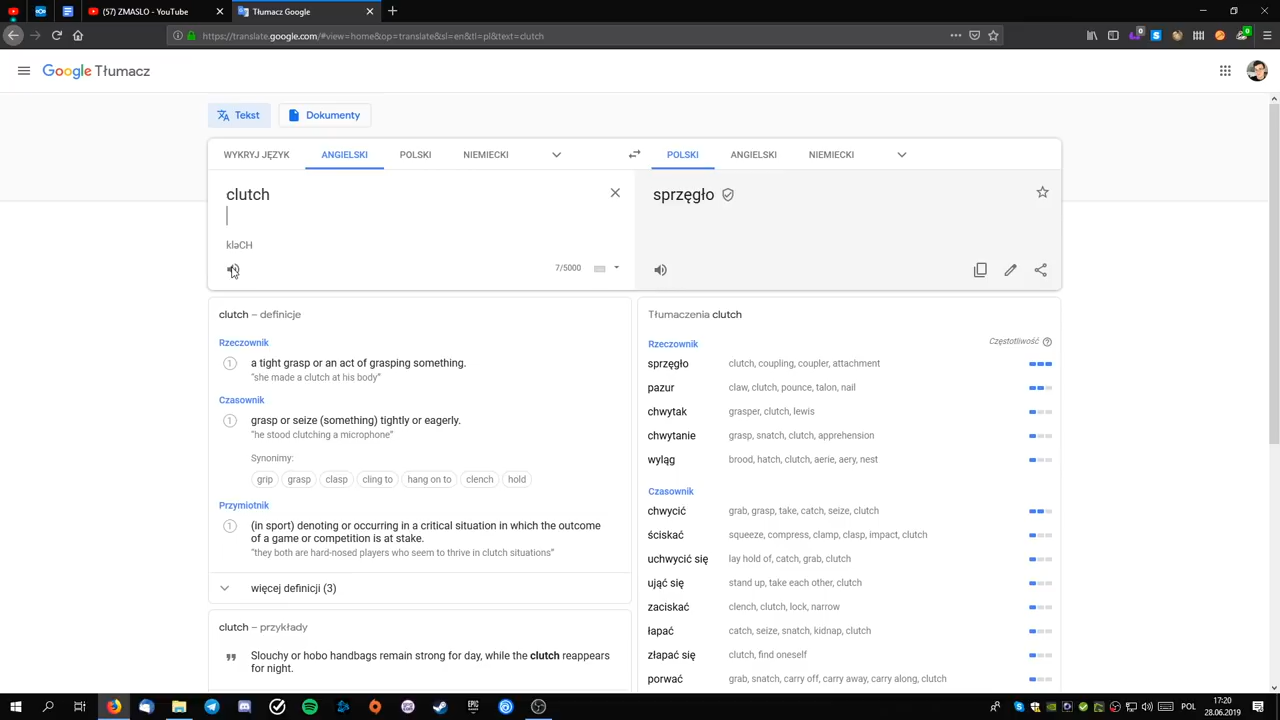 (57) ZMASLO - YouTube
Tłumacz Google
https://translate.google.com/#view=home&op=translate&sl=en&tl=pl&text=clutch
Google Tłumacz
Tekst
Dokumenty
WYKRYJ JĘZYK ANGIELSKI POLSKI NIEMIECKI
POLSKI ANGIELSKI NIEMIECKI
clutch
kləCH
7/5000
sprzęgło
clutch – definicje
Rzeczownik
1 a tight grasp or an act of grasping something.
"she made a clutch at his body"
Czasownik
1 grasp or seize (something) tightly or eagerly.
"he stood clutching a microphone"
Synonimy:
grip grasp clasp cling to hang on to clench hold
Przymiotnik
1 (in sport) denoting or occurring in a critical situation in which the outcome
of a game or competition is at stake.
"they both are hard-nosed players who seem to thrive in clutch situations"
więcej definicji (3)
clutch – przykłady
Slouchy or hobo handbags remain strong for day, while the clutch reappears
for night.
Tłumaczenia clutch
Rzeczownik
Częstotliwość
sprzęgło clutch, coupling, coupler, attachment
pazur claw, clutch, pounce, talon, nail
chwytak grasper, clutch, lewis
chwytanie grasp, snatch, clutch, apprehension
wyląg brood, hatch, clutch, aerie, aery, nest
Czasownik
chwycić grab, grasp, take, catch, seize, clutch
ściskać squeeze, compress, clamp, clasp, impact, clutch
uchwycić się lay hold of, catch, grab, clutch
ująć się stand up, take each other, clutch
zaciskać clench, clutch, lock, narrow
łapać catch, seize, snatch, kidnap, clutch
złapać się clutch, find oneself
porwać grab, snatch, carry off, carry away, carry along, clutch
EPIC
POL
17:20
28.06.2019